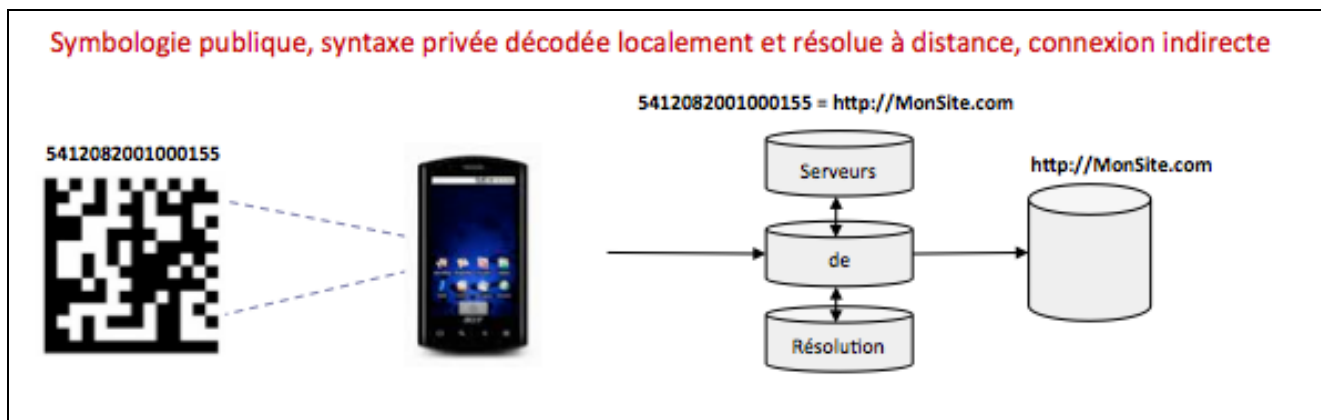 Symbologie publique, syntaxe privée décodée localement et résolue à distance, connexion indirecte
5412082001000155 = http://MonSite.com
5412082001000155
Serveurs
http://MonSite.com
de
Résolution
acer